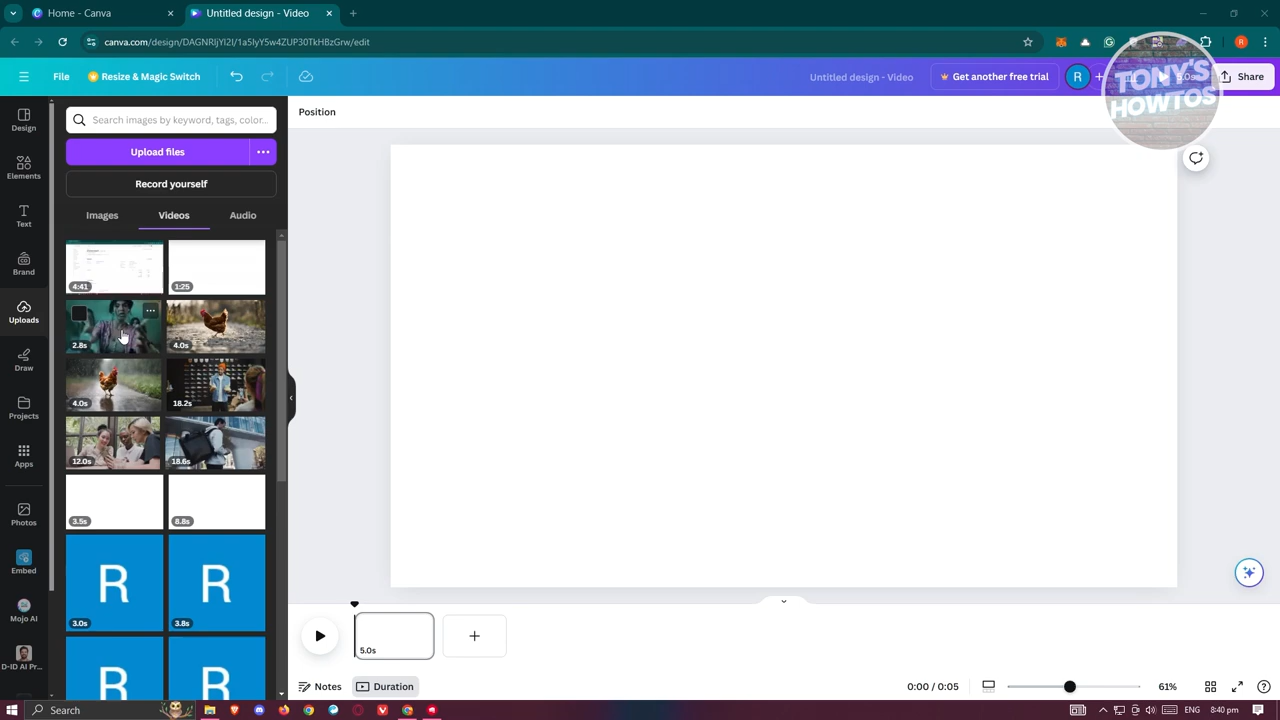 Home - Canva
Untitled design - Video
canva.com/design/DAGNRIjYI2I/1a5IyY5w4ZUP30TkHBzGrw/edit
File
Resize & Magic Switch
Untitled design - Video
Get another free trial
R
5.0s
Share
TONY'S
HOWTOS
Design
Elements
Text
Brand
Uploads
Draw
Projects
Apps
Photos
Embed
Mojo AI
D-ID AI Pr...
Search images by keyword, tags, color...
Upload files
Record yourself
Images
Videos
Audio
4:41
1:25
2.8s
4.0s
4.0s
18.2s
12.0s
18.6s
3.5s
8.8s
R
R
3.0s
3.8s
R
R
Position
5.0s
Notes
Duration
0:00 / 0:05
61%
Search
ENG
8:40 pm